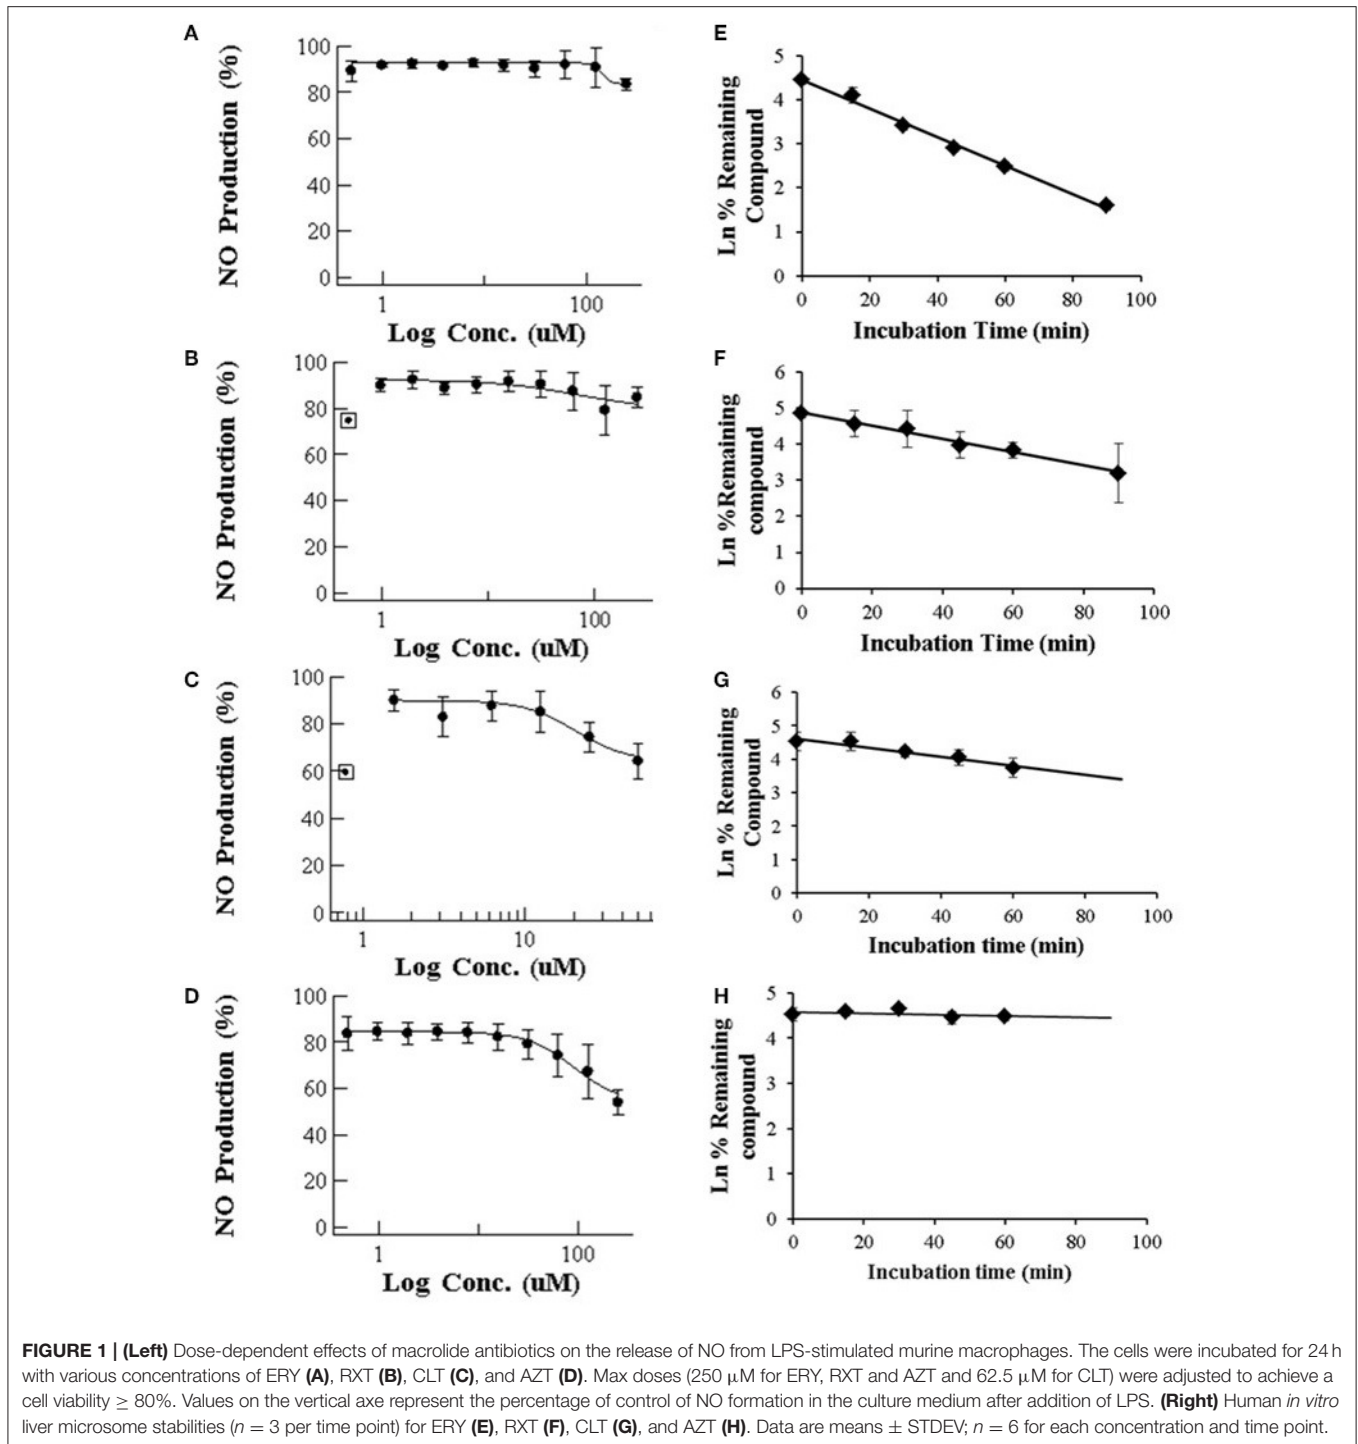 A
NO Production (%)
100
80
60
40
20
0
1
100
Log Conc. (uM)
E
Ln % Remaining
Compound
5
4
3
2
1
0
0 20 40 60 80 100
Incubation Time (min)
B
NO Production (%)
100
80
60
40
20
0
1
100
Log Conc. (uM)
F
Ln %Remaining
compound
6
5
4
3
2
1
0
0 20 40 60 80 100
Incubation Time (min)
C
NO Production (%)
100
80
60
40
20
0
1
10
Log Conc. (uM)
G
Ln % Remaining
Compound
6
5
4
3
2
1
0
0 20 40 60 80 100
Incubation time (min)
D
NO Production (%)
100
80
60
40
20
0
1
100
Log Conc. (uM)
H
Ln % Remaining
compound
5
4
3
2
1
0
0 20 40 60 80 100
Incubation time (min)
FIGURE 1 | (Left) Dose-dependent effects of macrolide antibiotics on the release of NO from LPS-stimulated murine macrophages. The cells were incubated for 24 h
with various concentrations of ERY (A), RXT (B), CLT (C), and AZT (D). Max doses (250 μM for ERY, RXT and AZT and 62.5 μM for CLT) were adjusted to achieve a
cell viability ≥ 80%. Values on the vertical axe represent the percentage of control of NO formation in the culture medium after addition of LPS. (Right) Human in vitro
liver microsome stabilities (n = 3 per time point) for ERY (E), RXT (F), CLT (G), and AZT (H). Data are means ± STDEV; n = 6 for each concentration and time point.